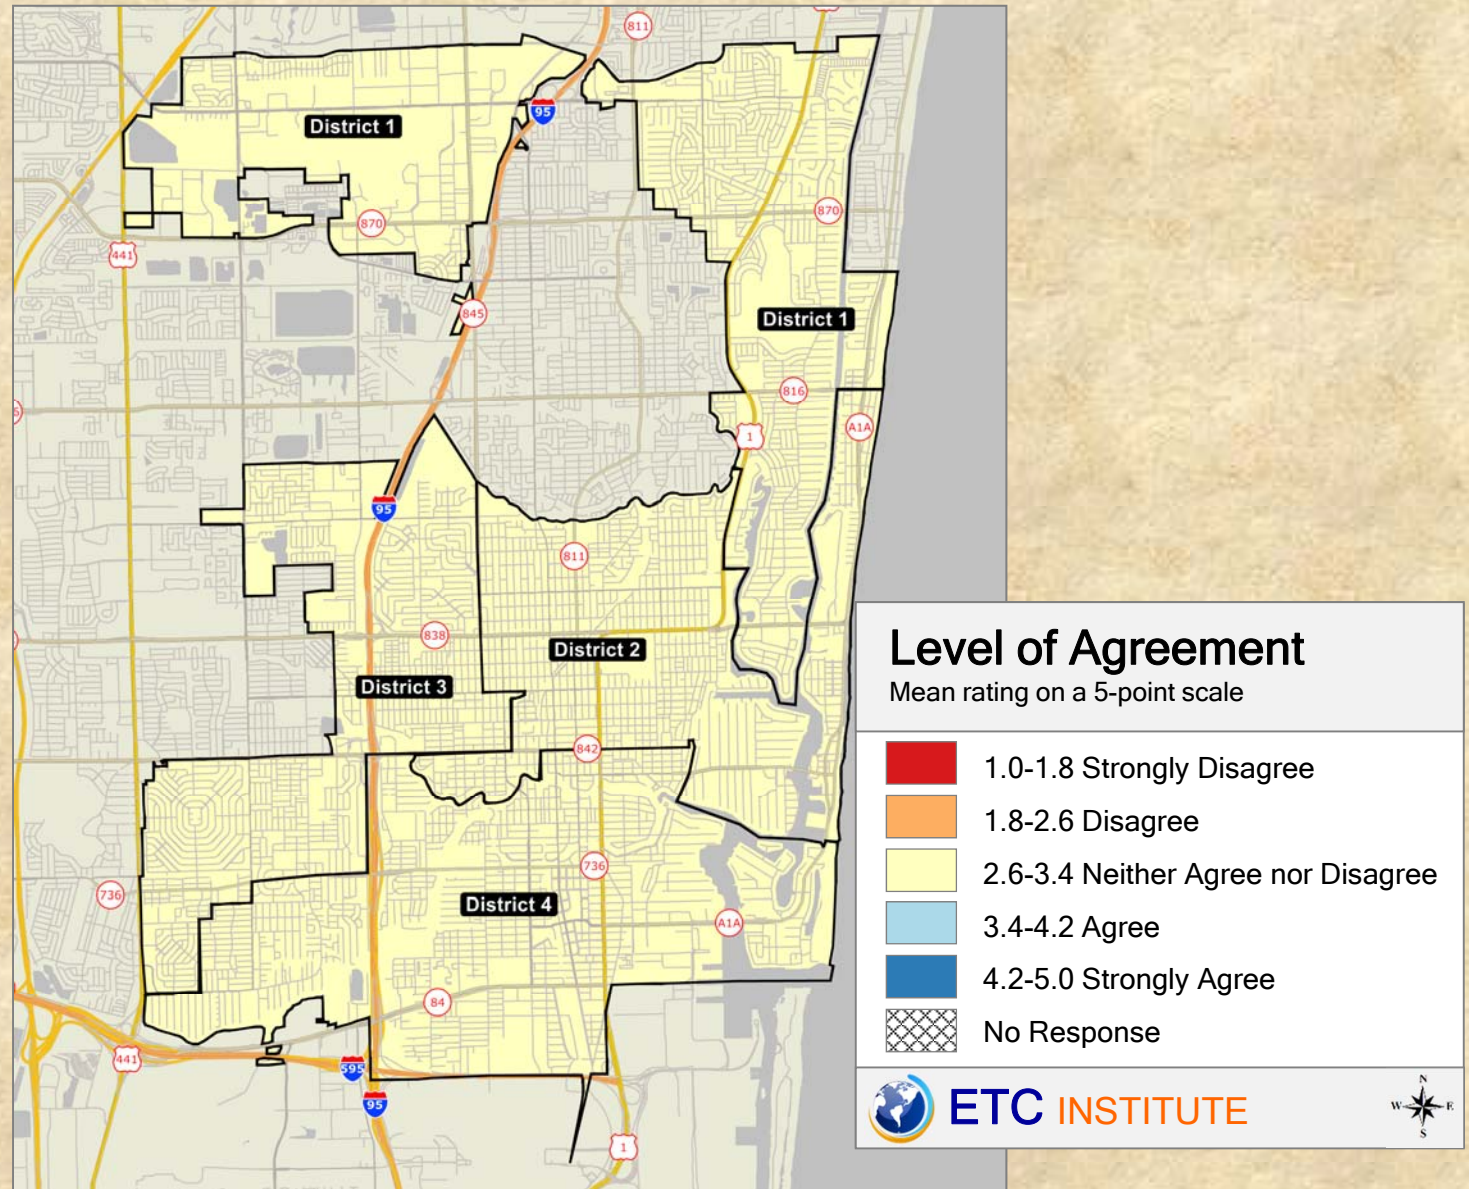 811
95
District 1
870
870
441
845
District 1
816
A1A
1
95
811
838
District 2
District 3
842
736
736
District 4
A1A
84
441
595
95
1
Level of Agreement
Mean rating on a 5-point scale
1.0-1.8 Strongly Disagree
1.8-2.6 Disagree
2.6-3.4 Neither Agree nor Disagree
3.4-4.2 Agree
4.2-5.0 Strongly Agree
No Response
ETC INSTITUTE
N
W E
S